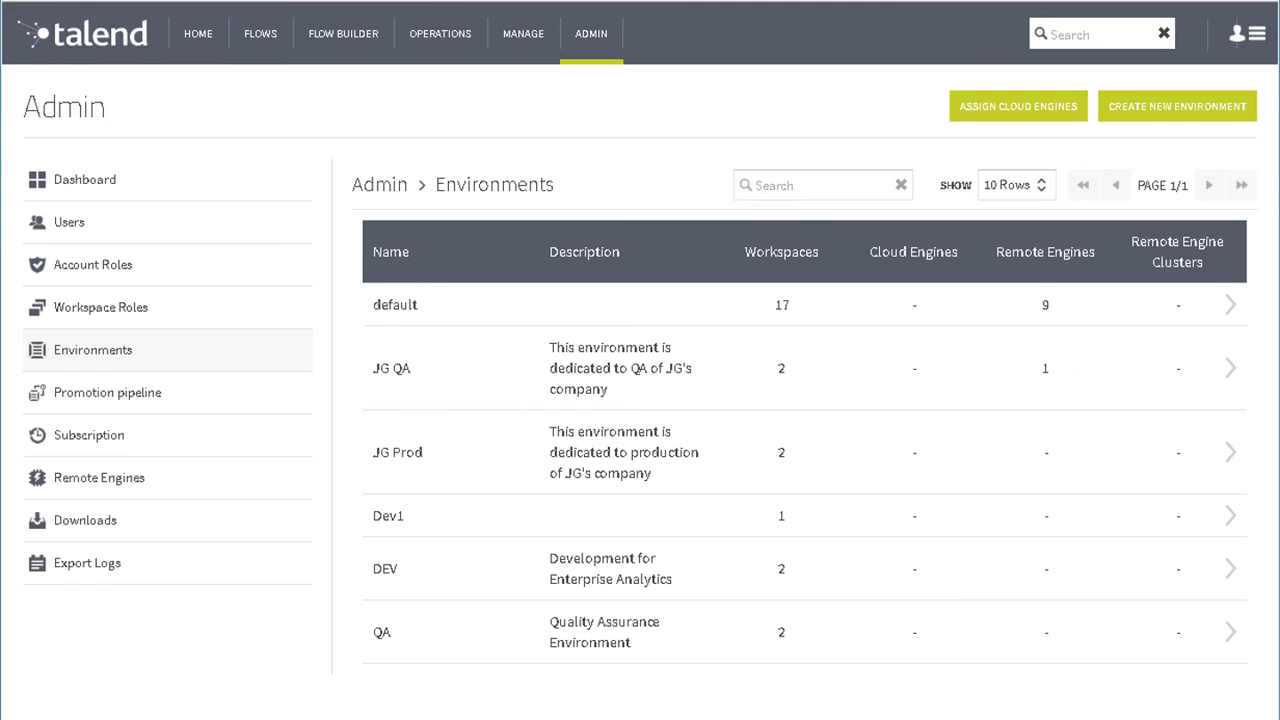 talend
HOME
FLOWS
FLOW BUILDER
OPERATIONS
MANAGE
ADMIN
Search
Admin
ASSIGN CLOUD ENGINES
CREATE NEW ENVIRONMENT
Dashboard
Users
Account Roles
Workspace Roles
Environments
Promotion pipeline
Subscription
Remote Engines
Downloads
Export Logs
Admin > Environments
Search
SHOW
10 Rows
PAGE 1/1
Name
Description
Workspaces
Cloud Engines
Remote Engines
Remote Engine
Clusters
default
17
-
9
-
JG QA
This environment is
dedicated to QA of JG's
company
2
-
1
-
JG Prod
This environment is
dedicated to production
of JG's company
2
-
-
-
Dev1
1
-
-
-
DEV
Development for
Enterprise Analytics
2
-
-
-
QA
Quality Assurance
Environment
2
-
-
-